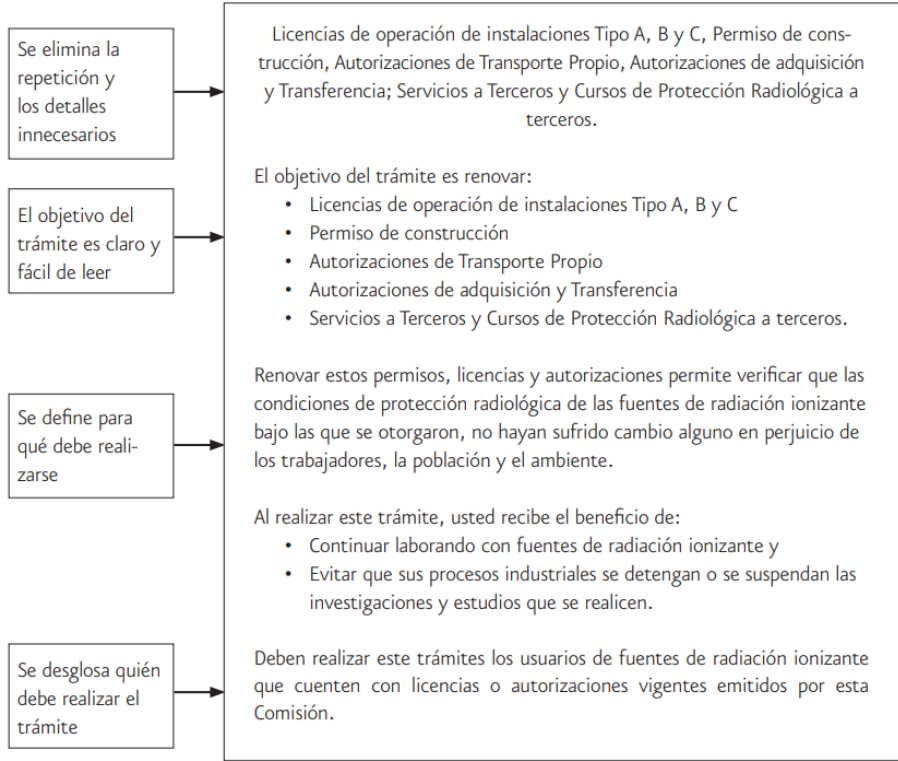 Se elimina la
repetición y
los detalles
innecesarios
Licencias de operación de instalaciones Tipo A, B y C, Permiso de cons-
trucción, Autorizaciones de Transporte Propio, Autorizaciones de adquisición
y Transferencia; Servicios a Terceros y Cursos de Protección Radiológica a
terceros.
El objetivo del
trámite es claro y
fácil de leer
El objetivo del trámite es renovar:
• Licencias de operación de instalaciones Tipo A, B y C
• Permiso de construcción
• Autorizaciones de Transporte Propio
• Autorizaciones de adquisición y Transferencia
• Servicios a Terceros y Cursos de Protección Radiológica a terceros.
Se define para
qué debe reali-
zarse
Renovar estos permisos, licencias y autorizaciones permite verificar que las
condiciones de protección radiológica de las fuentes de radiación ionizante
bajo las que se otorgaron, no hayan sufrido cambio alguno en perjuicio de
los trabajadores, la población y el ambiente.
Al realizar este trámite, usted recibe el beneficio de:
• Continuar laborando con fuentes de radiación ionizante y
• Evitar que sus procesos industriales se detengan o se suspendan las
investigaciones y estudios que se realicen.
Se desglosa quién
debe realizar el
trámite
Deben realizar este trámites los usuarios de fuentes de radiación ionizante
que cuenten con licencias o autorizaciones vigentes emitidos por esta
Comisión.